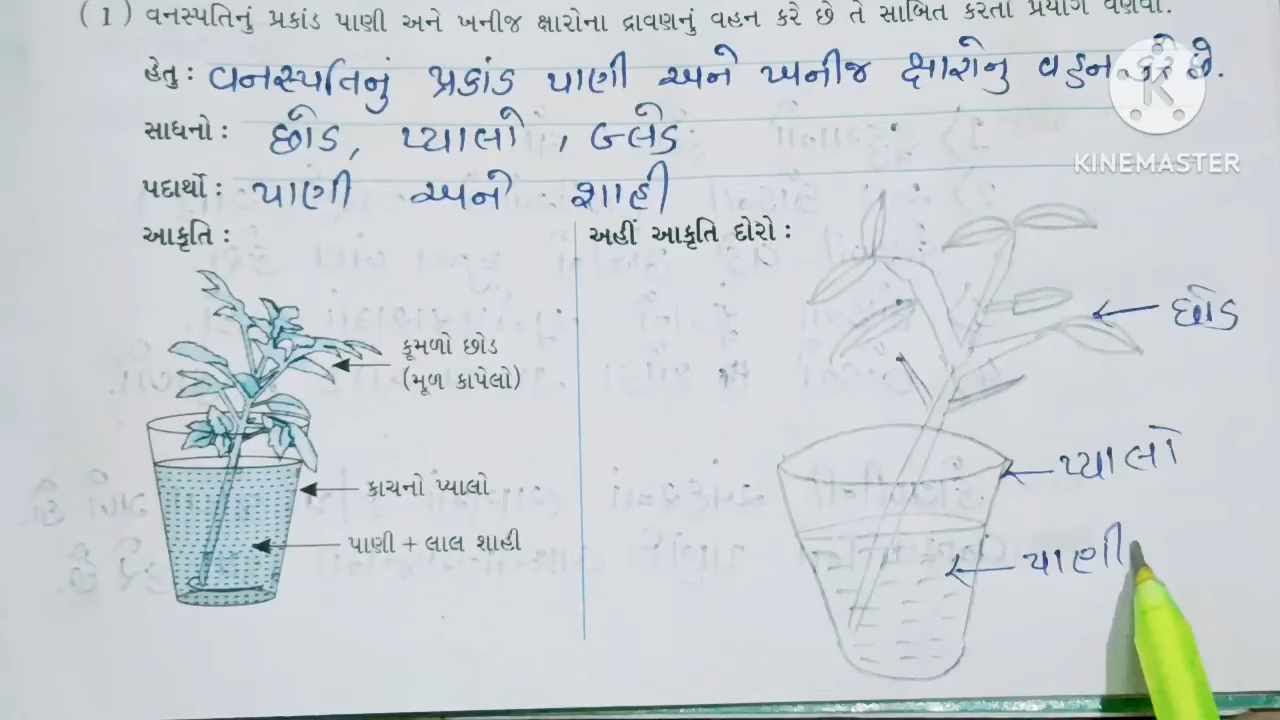 (1) વનસ્પતિનું પ્રકાંડ પાણી અને ખનીજ ક્ષારોના દ્રાવણનું વહન કરે છે તે સાબિત કરતો પ્રયોગ વર્ણવો.
હેતુ : વનસ્પતિનું પ્રકાંડ પાણી અને ખનીજ ક્ષારોનુ વહન કરે છે.
KINEMASTER
સાધનો : છોડ, પ્યાલો, બ્લેડ
પદાર્થો : પાણી અને શાહી
આકૃતિ :
અહીં આકૃતિ દોરો :
કૂમળો છોડ
(મૂળ કાપેલો)
કાચનો પ્યાલો
પાણી + લાલ શાહી
છોડ
પ્યાલો
પાણી